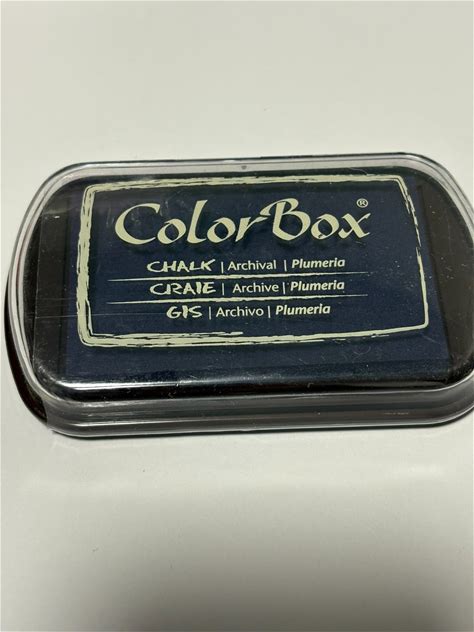 ColorBox®
CHALK | Archival | Plumeria
CRAIE | Archive | Plumeria
GIS | Archivo | Plumeria